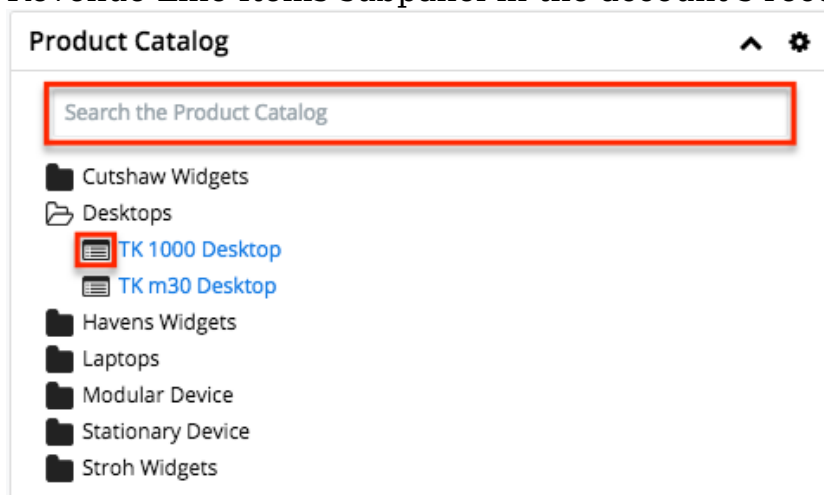 Product Catalog
Search the Product Catalog
Cutshaw Widgets
Desktops
TK 1000 Desktop
TK m30 Desktop
Havens Widgets
Laptops
Modular Device
Stationary Device
Stroh Widgets